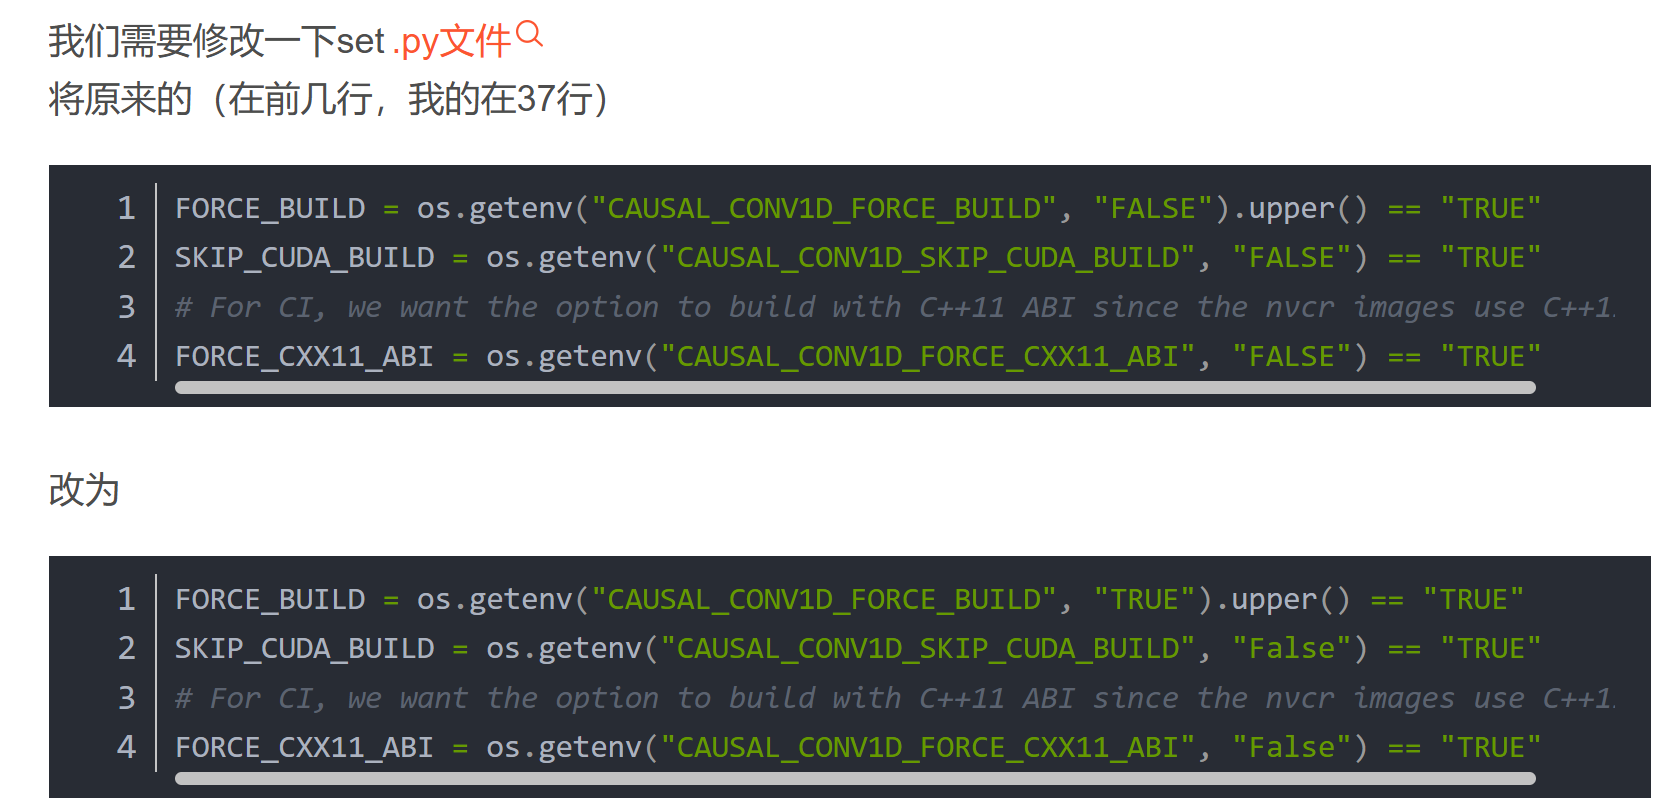 我们需要修改一下set .py文件
将原来的（在前几行，我的在37行）
1 FORCE_BUILD = os.getenv("CAUSAL_CONV1D_FORCE_BUILD", "FALSE").upper() == "TRUE"
2 SKIP_CUDA_BUILD = os.getenv("CAUSAL_CONV1D_SKIP_CUDA_BUILD", "FALSE") == "TRUE"
3 # For CI, we want the option to build with C++11 ABI since the nvcr images use C++1
4 FORCE_CXX11_ABI = os.getenv("CAUSAL_CONV1D_FORCE_CXX11_ABI", "FALSE") == "TRUE"
改为
1 FORCE_BUILD = os.getenv("CAUSAL_CONV1D_FORCE_BUILD", "TRUE").upper() == "TRUE"
2 SKIP_CUDA_BUILD = os.getenv("CAUSAL_CONV1D_SKIP_CUDA_BUILD", "False") == "TRUE"
3 # For CI, we want the option to build with C++11 ABI since the nvcr images use C++1
4 FORCE_CXX11_ABI = os.getenv("CAUSAL_CONV1D_FORCE_CXX11_ABI", "False") == "TRUE"